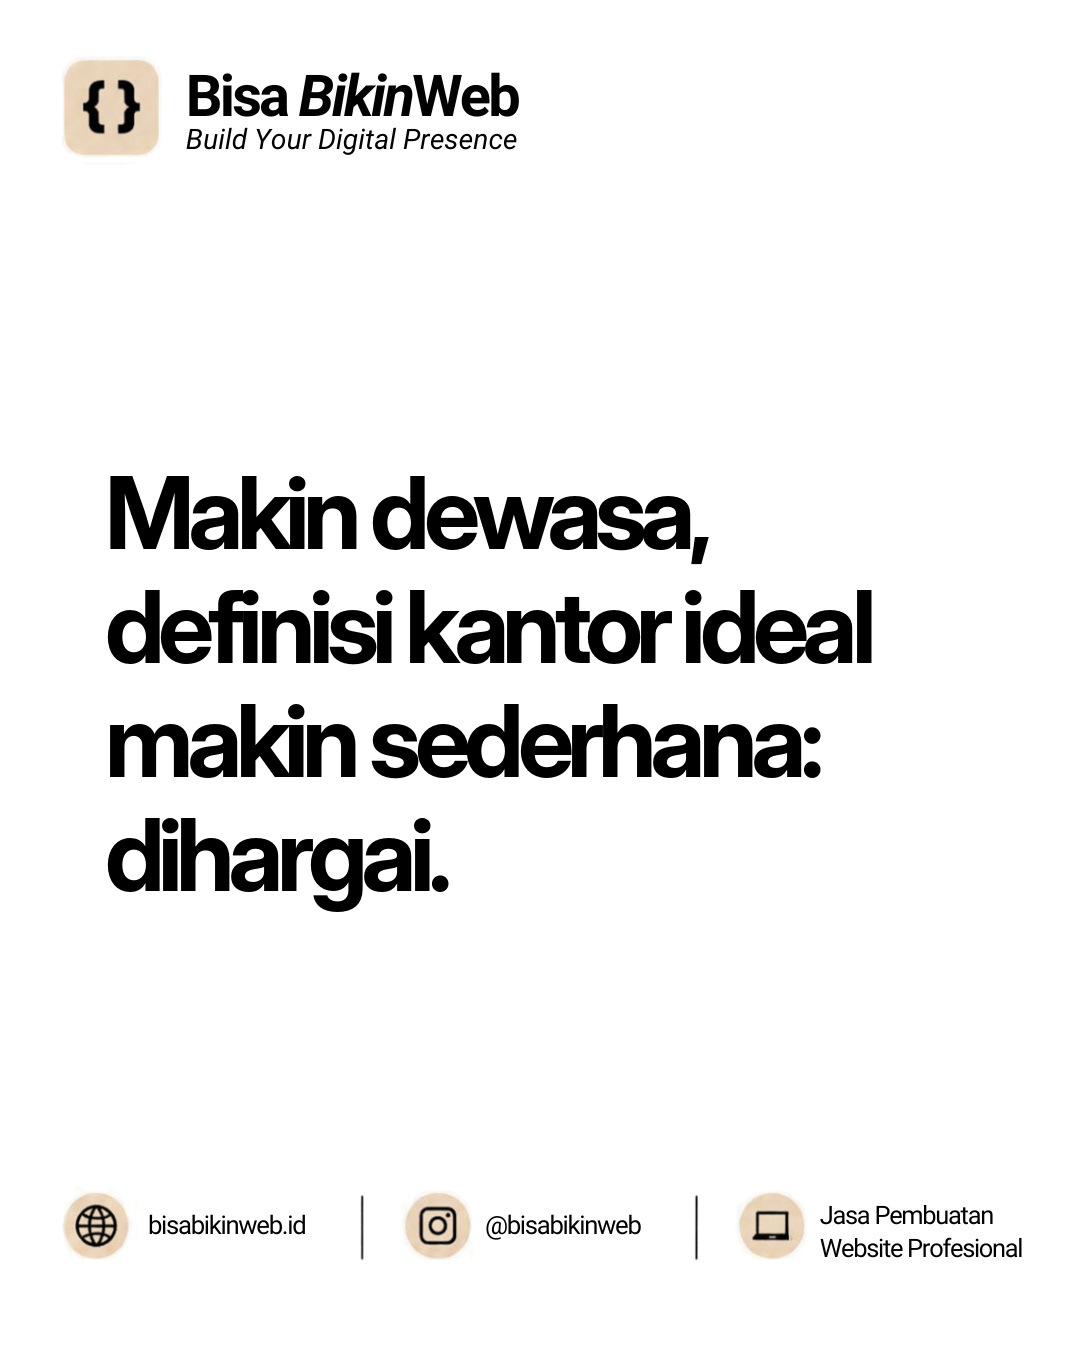 { }
Bisa BikinWeb
Build Your Digital Presence
Makin dewasa,
definisi kantor ideal
makin sederhana:
dihargai.
bisabikinweb.id
@bisabikinweb
Jasa Pembuatan
Website Profesional